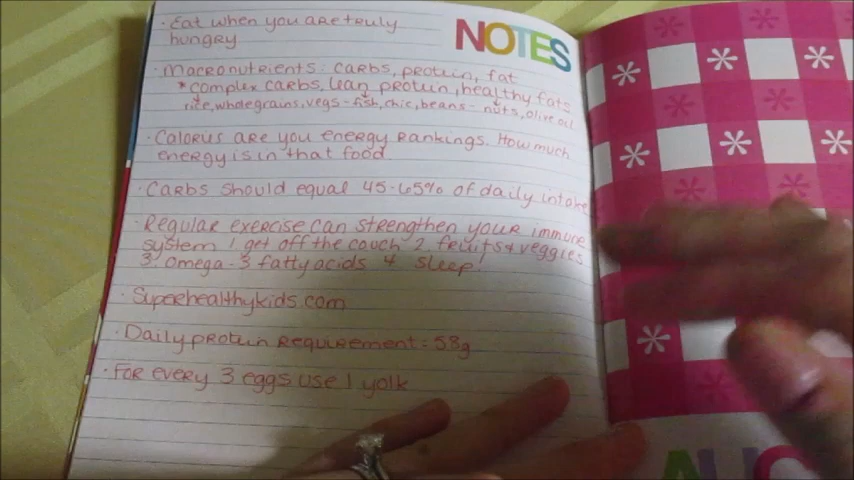 NOTES
· Eat when you are truly
hungry
· Macronutrients: carbs, protein, fat
* complex carbs, lean protein, healthy fats
rice, whole grains, vegs - fish, chic, beans - nuts, olive oil
· Calorus are you energy rankings. How much
energy is in that food
· Carbs should equal 45-65% of daily intake
· Regular exercise can strengthen your immune
system 1 get off the couch 2 fruits & veggies
3. Omega-3 fatty acids 4 sleep!
· Superhealthykids.com
· Daily protein requirement = 58g
· For every 3 eggs use 1 yolk